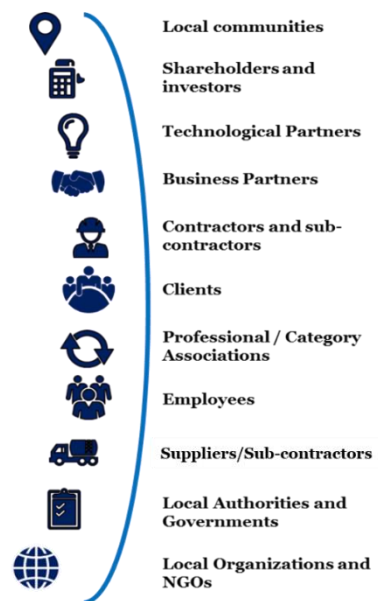 Local communities
Shareholders and
investors
Technological Partners
Business Partners
Contractors and sub-
contractors
Clients
Professional / Category
Associations
Employees
Suppliers/Sub-contractors
Local Authorities and
Governments
Local Organizations and
NGOs